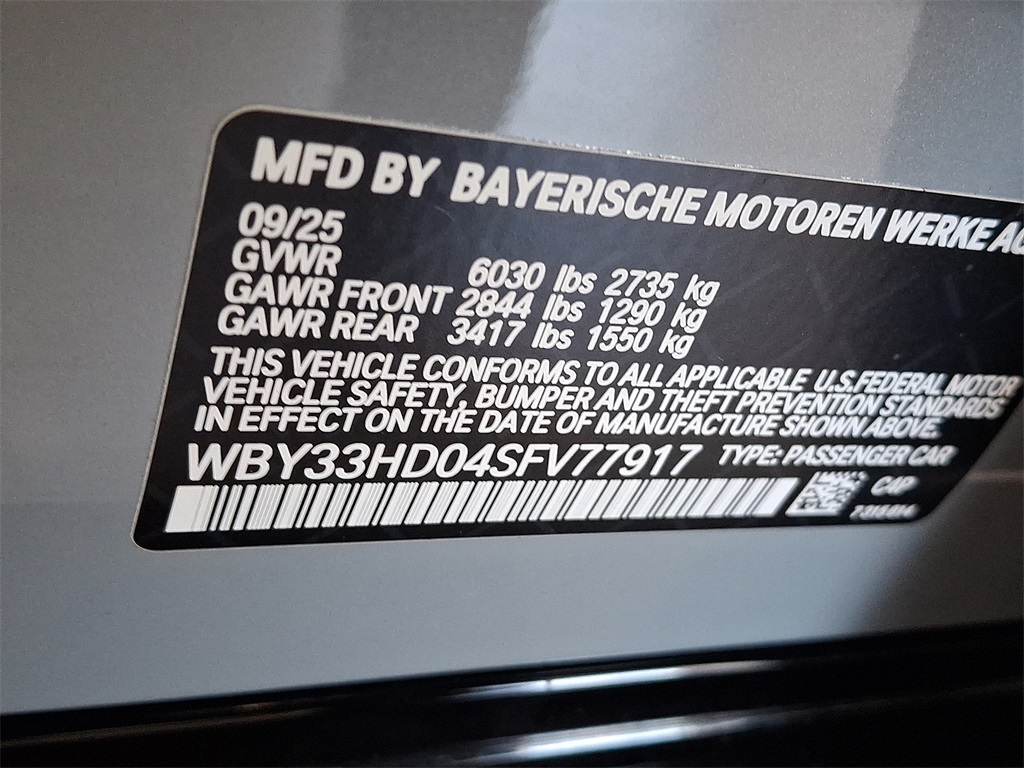 MFD BY BAYERISCHE MOTOREN WERKE AG
09/25
GVWR 6030 lbs 2735 kg
GAWR FRONT 2844 lbs 1290 kg
GAWR REAR 3417 lbs 1550 kg
THIS VEHICLE CONFORMS TO ALL APPLICABLE U.S.FEDERAL MOTOR
VEHICLE SAFETY, BUMPER AND THEFT PREVENTION STANDARDS
IN EFFECT ON THE DATE OF MANUFACTURE SHOWN ABOVE.
WBY33HD04SFV77917 TYPE: PASSENGER CAR
CAP